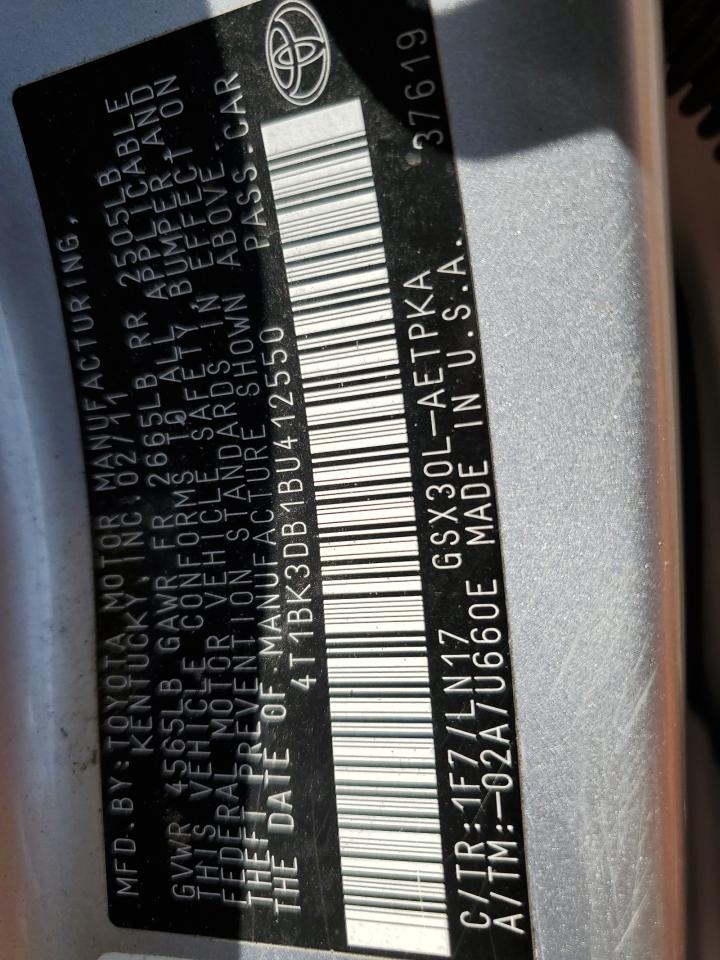 MFD.BY:TOYOTA MOTOR MANUFACTURING,
KENTUCKY, INC. 02/11
GVWR 4565LB GAWR FR 2665LB RR 2505LB
THIS VEHICLE CONFORMS TO ALL APPLICABLE
FEDERAL MOTOR VEHICLE SAFETY, BUMPER AND
THEFT PREVENTION STANDARDS IN EFFECT ON
THE DATE OF MANUFACTURE SHOWN ABOVE.
4T1BK3DB1BU412550 PASS.CAR
C/TR:1F7/LN17 GSX30L-AETPKA
A/TM:-02A/U660E MADE IN U.S.A.
37619